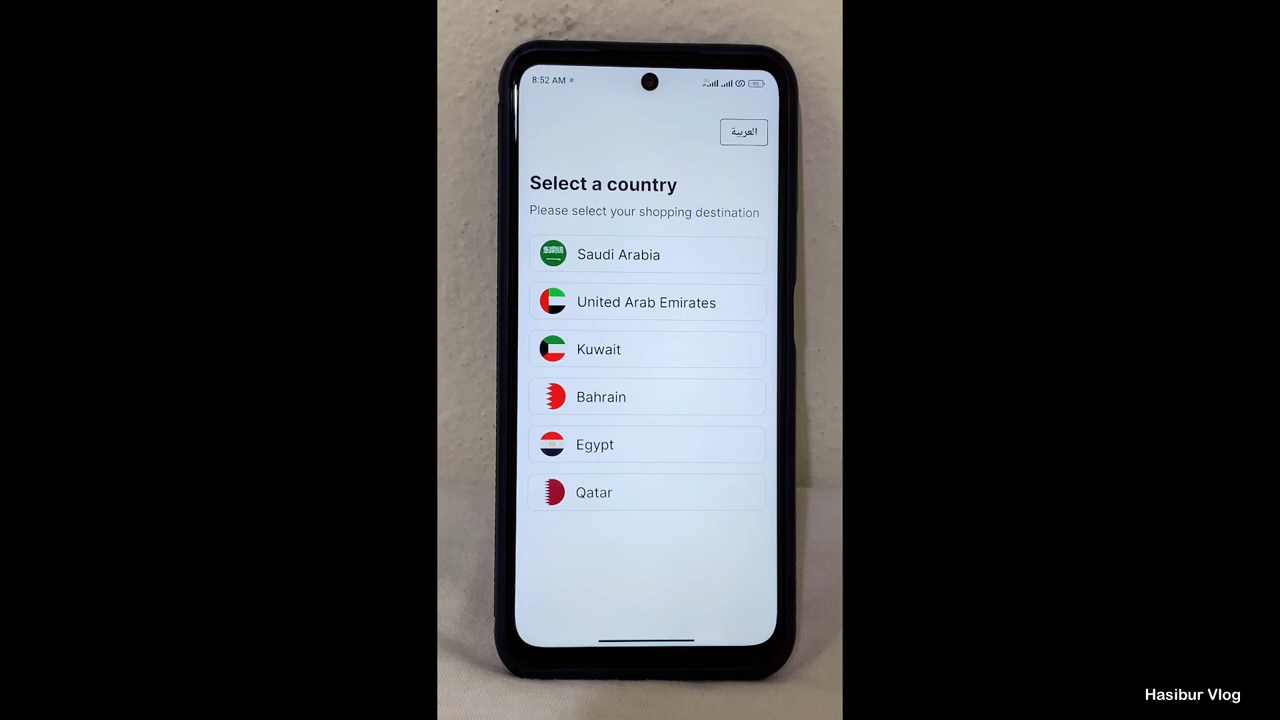 8:52 AM
العربية
Select a country
Please select your shopping destination
Saudi Arabia
United Arab Emirates
Kuwait
Bahrain
Egypt
Qatar
Hasibur Vlog